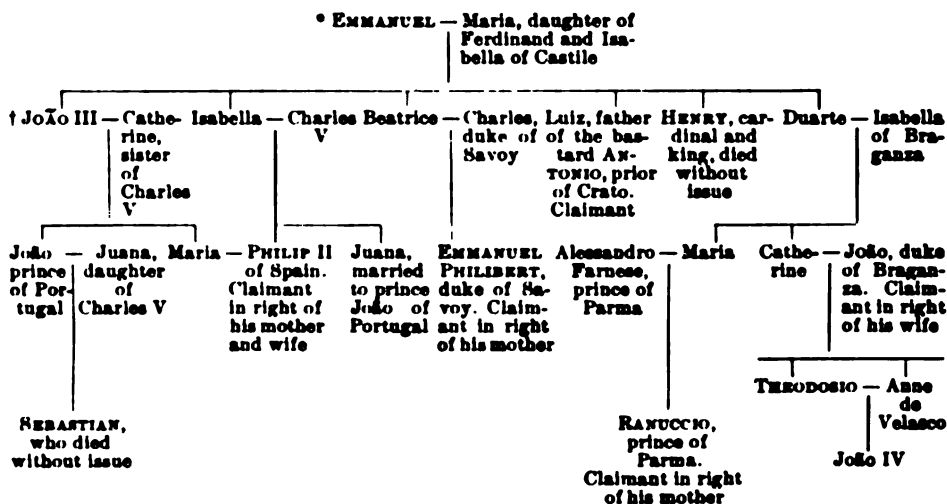 * EMMANUEL — Maria, daughter of
Ferdinand and Isa-
bella of Castile
† JOÃO III —
Cathe-
rine,
sister
of
Charles
V
Isabella —
Charles
V
Beatrice —
Charles,
duke of
Savoy
Luiz, father
of the bas-
tard AN-
TONIO, prior
of Crato.
Claimant
HENRY, car-
dinal and
king, died
without
issue
Duarte —
Isabella
of Bra-
ganza
João —
prince
of Por-
tugal
Juana,
daughter
of
Charles V
Maria —
PHILIP II
of Spain.
Claimant
in right of
his mother
and wife
Juana,
married
to prince
João of
Portugal
EMMANUEL
PHILIBERT,
duke of Sa-
voy. Claim-
ant in right
of his mother
Alessandro —
Farnese,
prince of
Parma
Maria
Cathe- —
rine
João, duke
of Bragan-
za. Claim-
ant in right
of his wife
SEBASTIAN,
who died
without issue
RANUCCIO,
prince of
Parma.
Claimant in right
of his mother
THEODOSIO —
Anne
de
Velasco
João IV